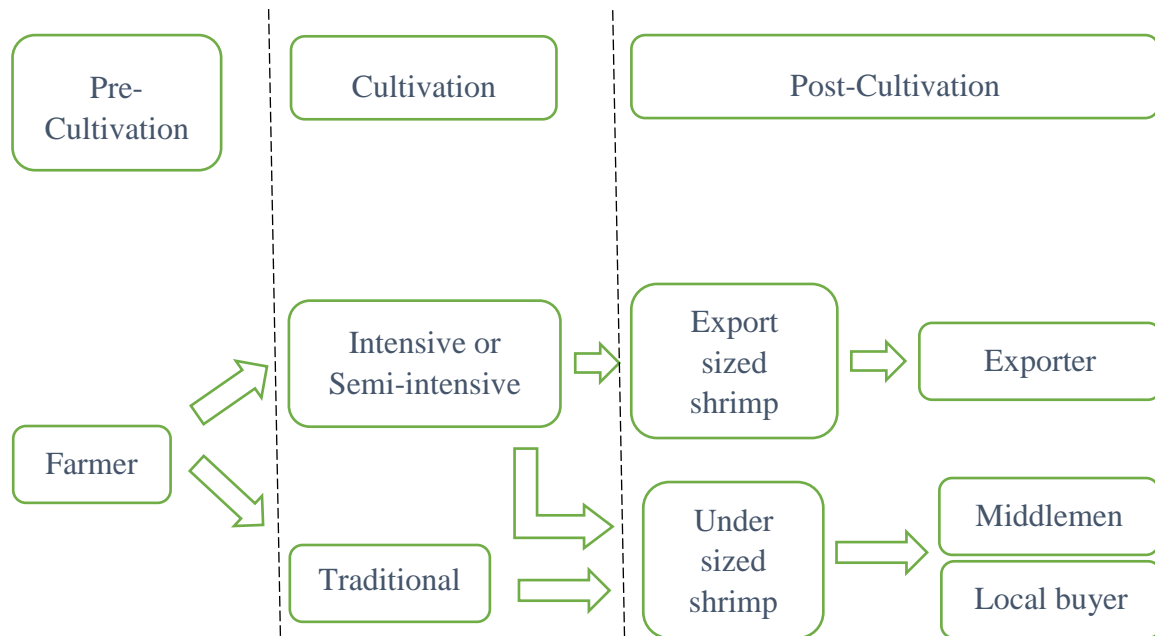 Pre-
Cultivation
Cultivation
Post-Cultivation
Farmer
Intensive or
Semi-intensive
Traditional
Export
sized
shrimp
Under
sized
shrimp
Exporter
Middlemen
Local buyer